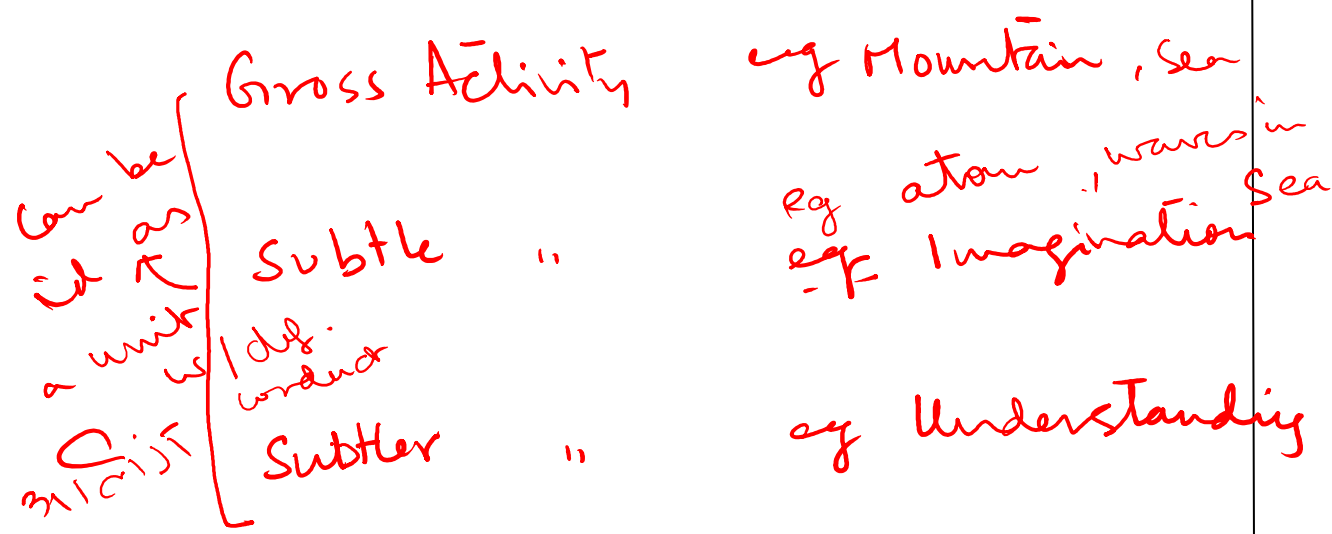 Gross Activity eg Mountain, Sea
Subtle " eg atom, waves in Sea
eg Imagination
Subtler " eg Understanding
can be
id as
a unit
w/ def.
conduct